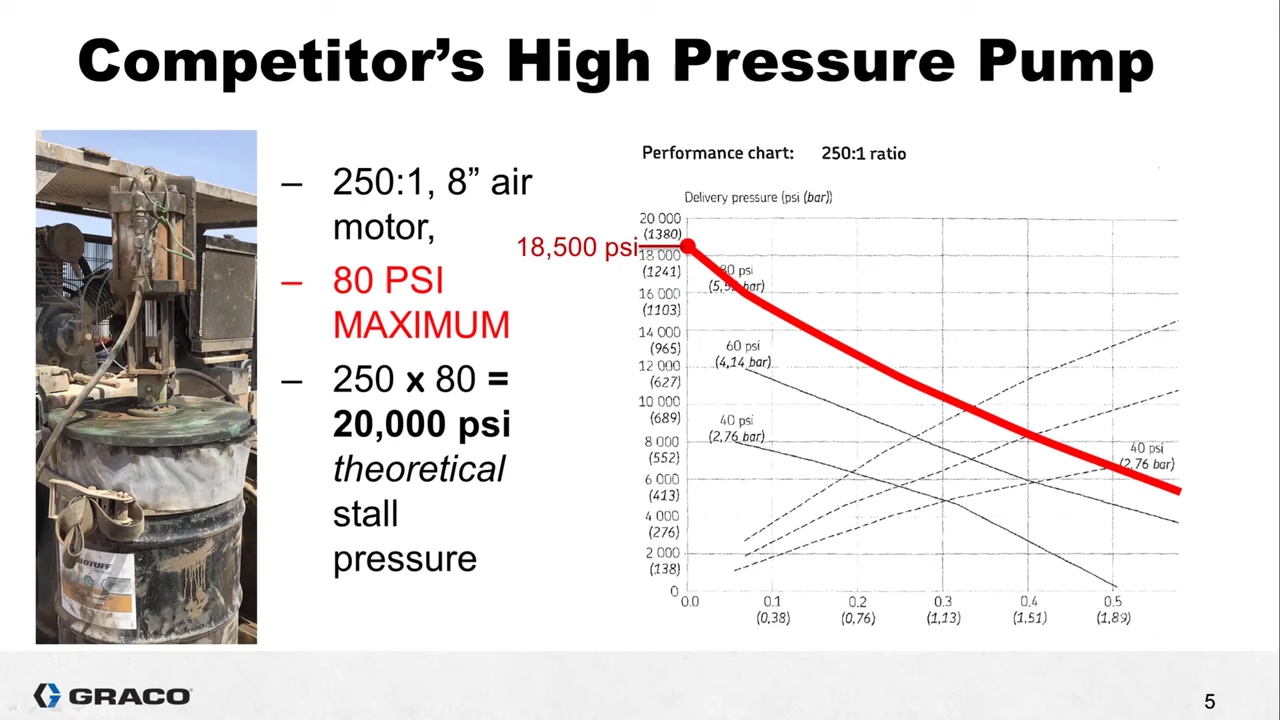 Competitor's High Pressure Pump
– 250:1, 8” air
motor,
– 80 PSI
MAXIMUM
– 250 x 80 =
20,000 psi
theoretical
stall
pressure
18,500 psi
Performance chart: 250:1 ratio
Delivery pressure (psi (bar))
20 000
(1380)
18 000
(1241)
16 000
(1103)
14 000
(965)
12 000
(627)
10 000
(689)
8 000
(552)
6 000
(413)
4 000
(276)
2 000
(138)
0
psi
60 psi
(4,14 bar)
40 psi
(2,76 bar)
40 psi
(2,76 bar)
0.0 0.1 0.2 0.3 0.4 0.5
(0,38) (0,76) (1,13) (1,51) (1,89)
GRACO
5